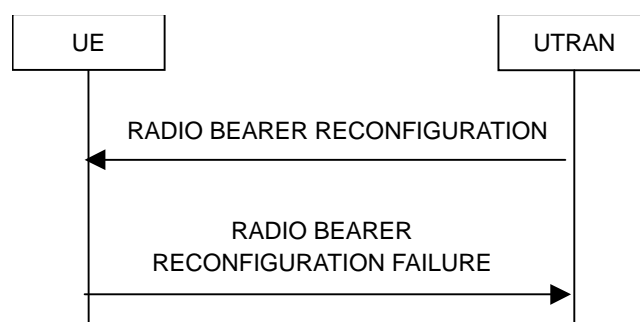 UE
UTRAN
RADIO BEARER RECONFIGURATION
RADIO BEARER
RECONFIGURATION FAILURE